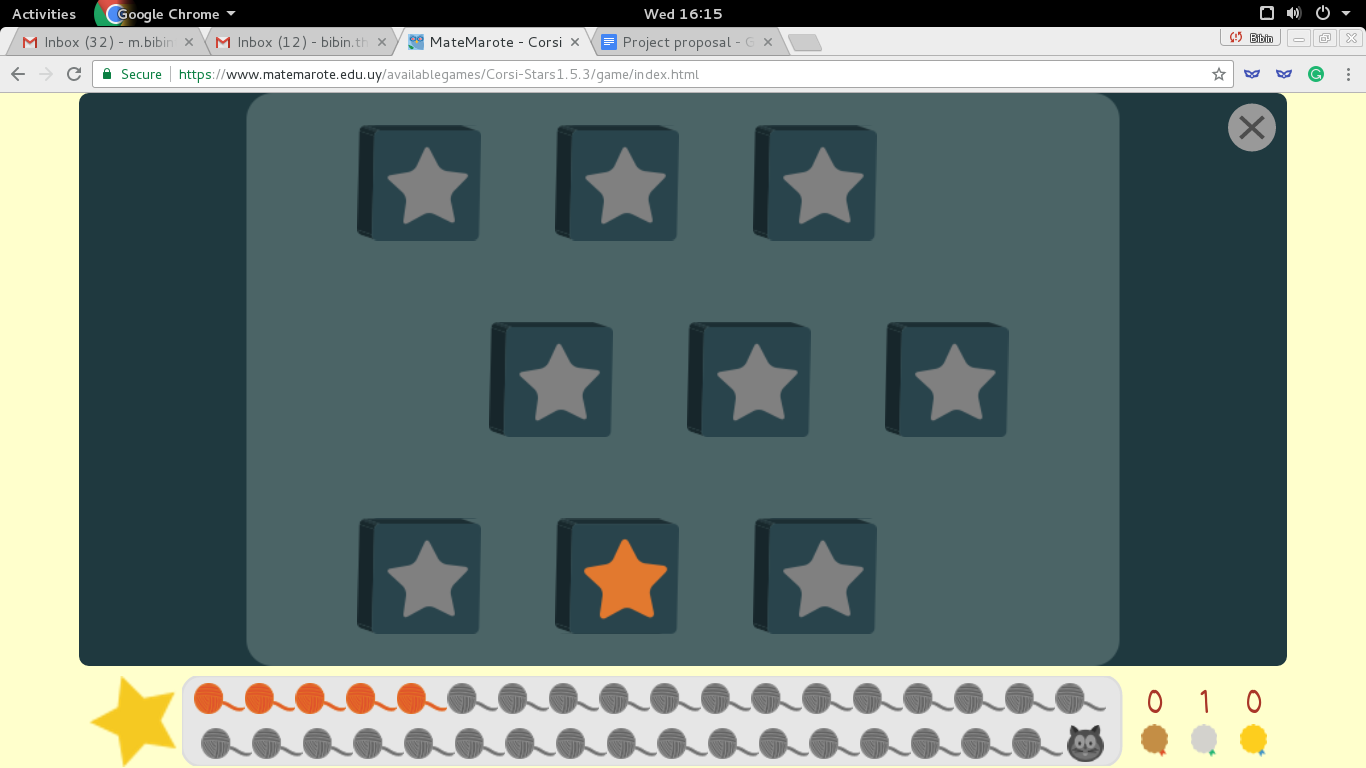 Activities Google Chrome Wed 16:15
Inbox (32) - m.bibin Inbox (12) - bibin.th MateMarote - Corsi Project proposal - G Bibin
Secure https://www.matemarote.edu.uy/availablegames/Corsi-Stars1.5.3/game/index.html
0 1 0